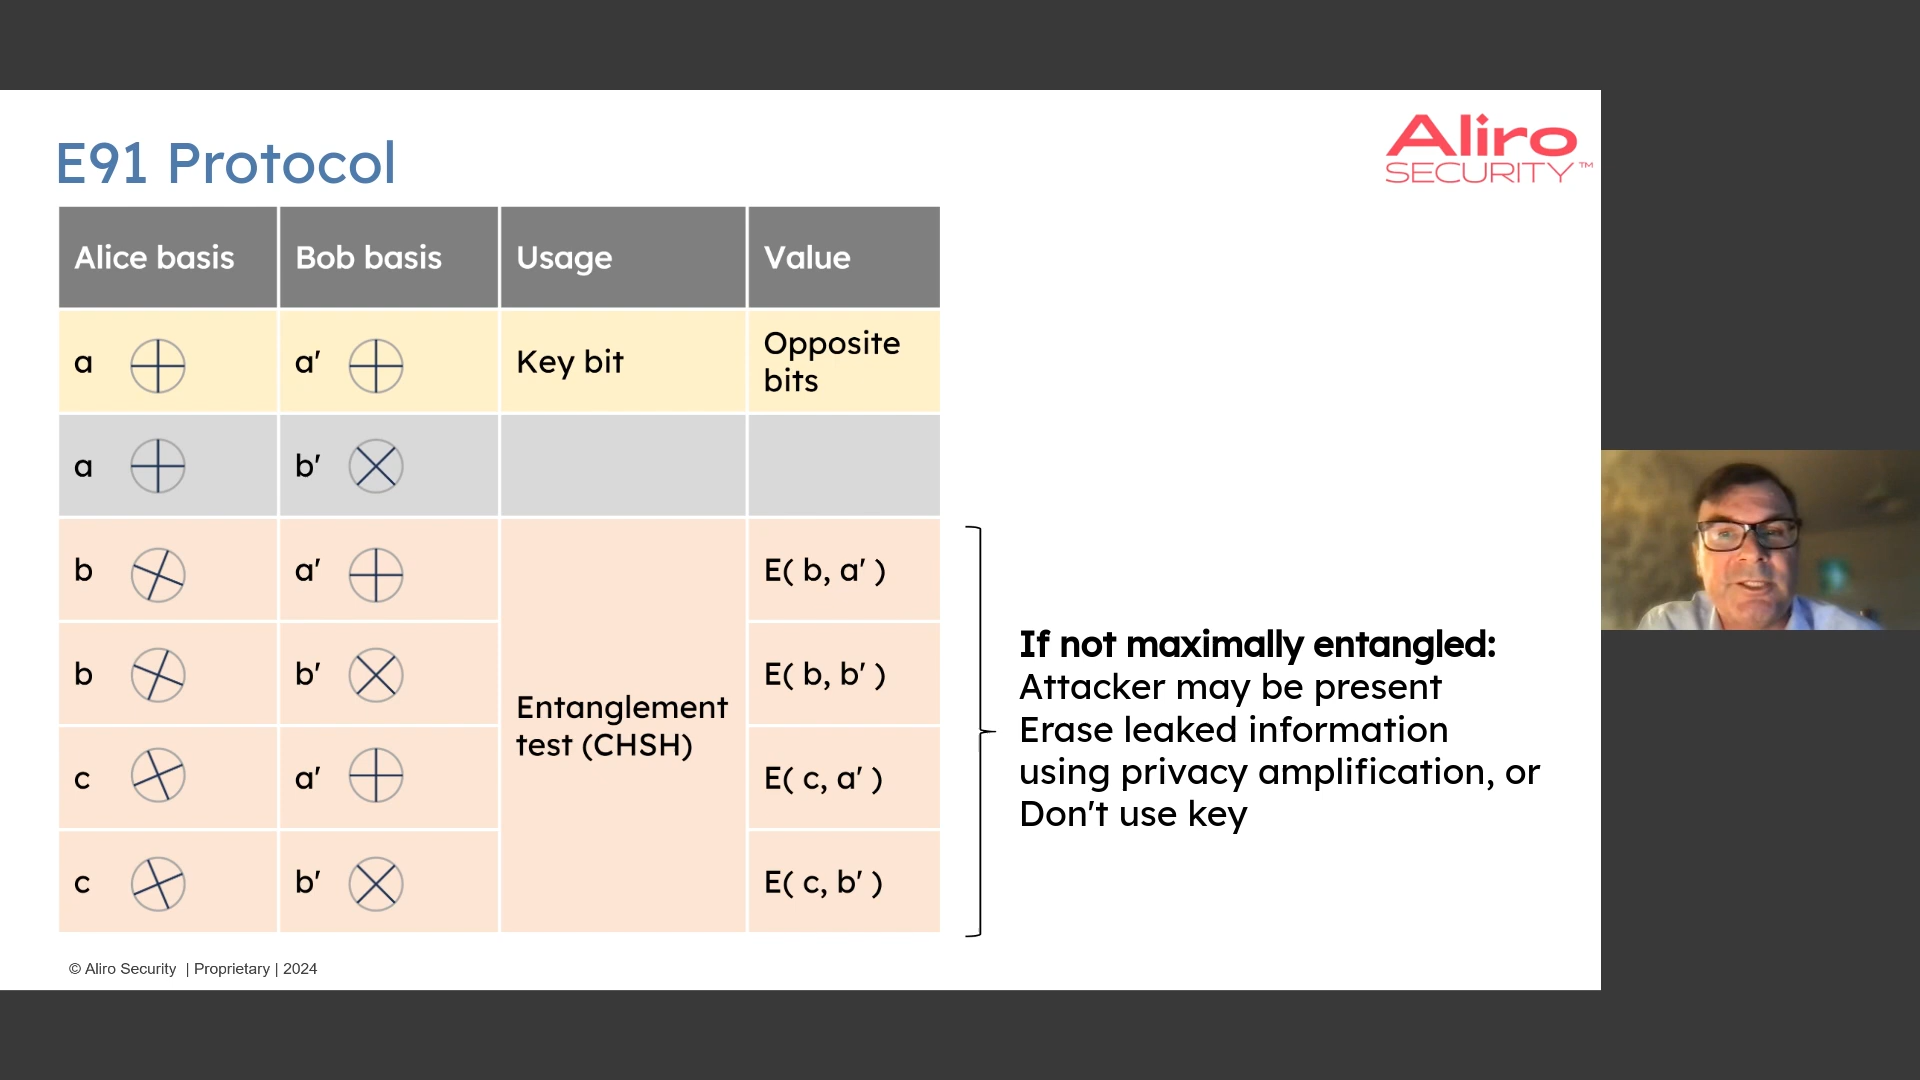 E91 Protocol
Aliro
SECURITY™
Alice basis Bob basis Usage Value
a a' Key bit Opposite
bits
a b'
b a' E( b, a' )
b b' E( b, b' )
Entanglement
test (CHSH)
c a' E( c, a' )
c b' E( c, b' )
If not maximally entangled:
Attacker may be present
Erase leaked information
using privacy amplification, or
Don't use key
© Aliro Security | Proprietary | 2024